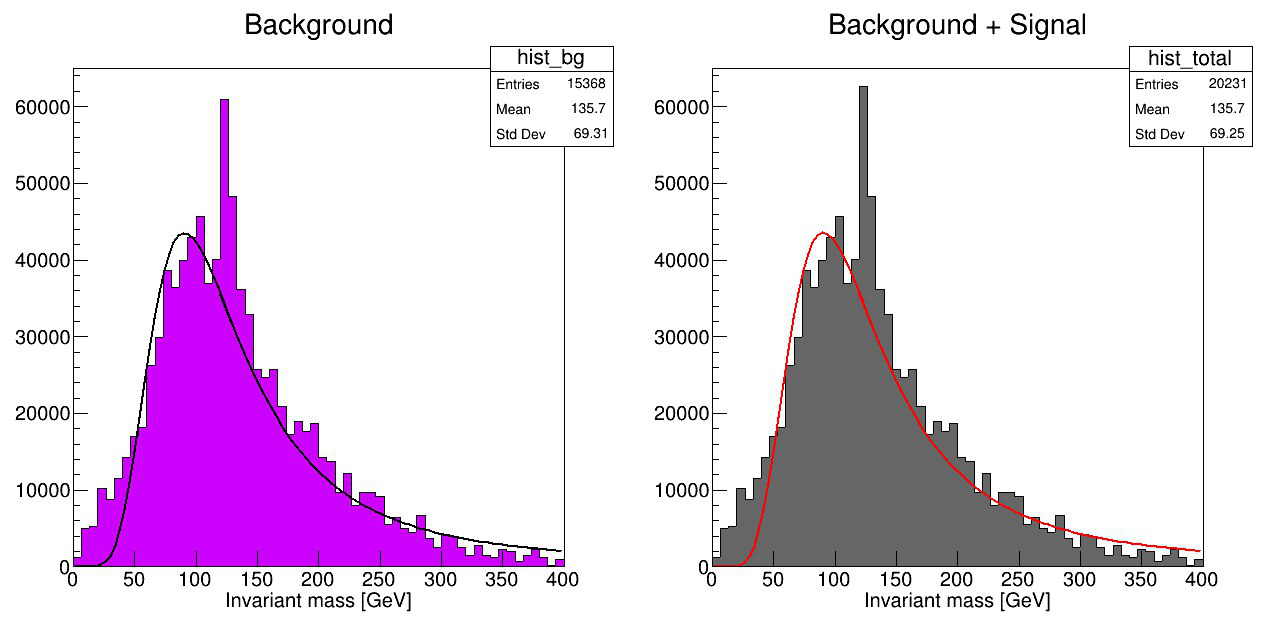 Background
hist_bg
Entries 15368
Mean 135.7
Std Dev 69.31
60000
50000
40000
30000
20000
10000
0
0 50 100 150 200 250 300 350 400
Invariant mass [GeV]
Background + Signal
hist_total
Entries 20231
Mean 135.7
Std Dev 69.25
60000
50000
40000
30000
20000
10000
0
0 50 100 150 200 250 300 350 400
Invariant mass [GeV]